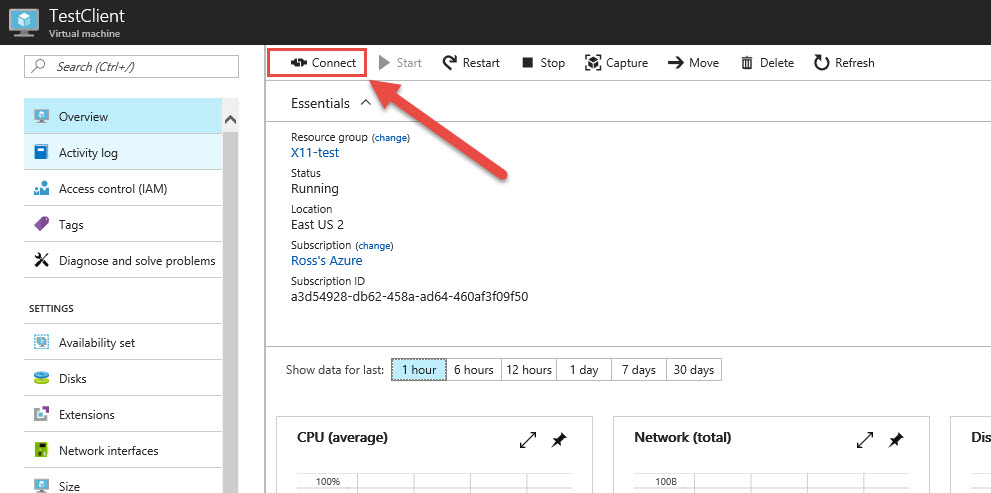 TestClient
Virtual machine
Search (Ctrl+/)
Overview
Activity log
Access control (IAM)
Tags
Diagnose and solve problems
SETTINGS
Availability set
Disks
Extensions
Network interfaces
Size
Connect Start Restart Stop Capture Move Delete Refresh
Essentials
Resource group (change)
X11-test
Status
Running
Location
East US 2
Subscription (change)
Ross's Azure
Subscription ID
a3d54928-db62-458a-ad64-460af3f09f50
Show data for last: 1 hour 6 hours 12 hours 1 day 7 days 30 days
CPU (average) Network (total) Dis
100% 100B